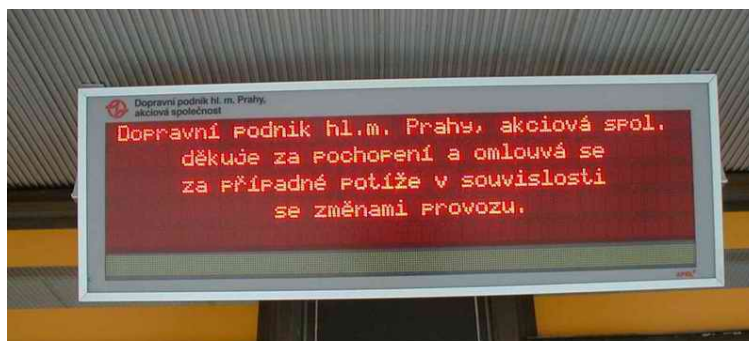 Dopravní podnik hl. m. Prahy,
akciová společnost
Dopravní podnik hl.m. Prahy, akciová spol.
děkuje za pochopení a omlouvá se
za případné potíže v souvislosti
se změnami provozu.